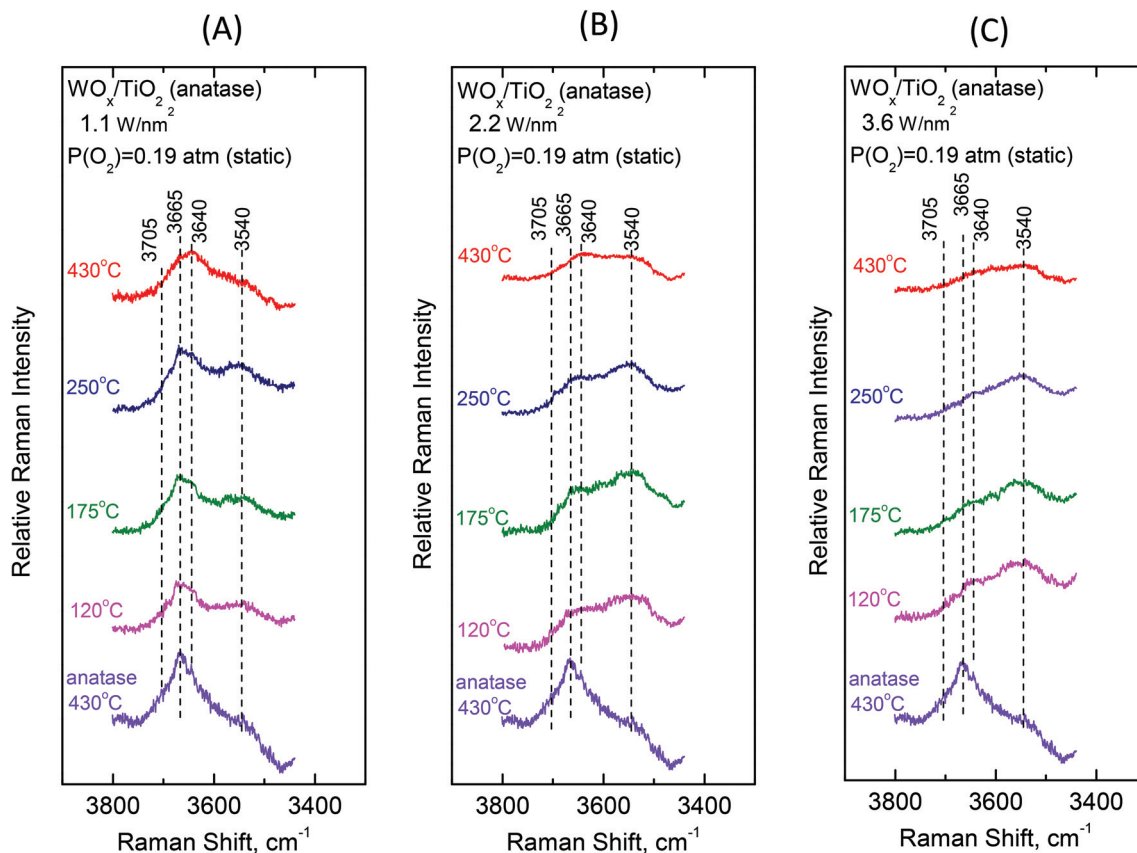 (A)
WOₓ/TiO₂ (anatase)
1.1 W/nm²
P(O₂)=0.19 atm (static)
3705
3665
3640
3540
430°C
250°C
175°C
120°C
anatase
430°C
3800
3600
3400
Raman Shift, cm⁻¹
Relative Raman Intensity
(B)
WOₓ/TiO₂ (anatase)
2.2 W/nm²
P(O₂)=0.19 atm (static)
3705
3665
3640
3540
430°C
250°C
175°C
120°C
anatase
430°C
3800
3600
3400
Raman Shift, cm⁻¹
Relative Raman Intensity
(C)
WOₓ/TiO₂ (anatase)
3.6 W/nm²
P(O₂)=0.19 atm (static)
3705
3665
3640
3540
430°C
250°C
175°C
120°C
anatase
430°C
3800
3600
3400
Raman Shift, cm⁻¹
Relative Raman Intensity